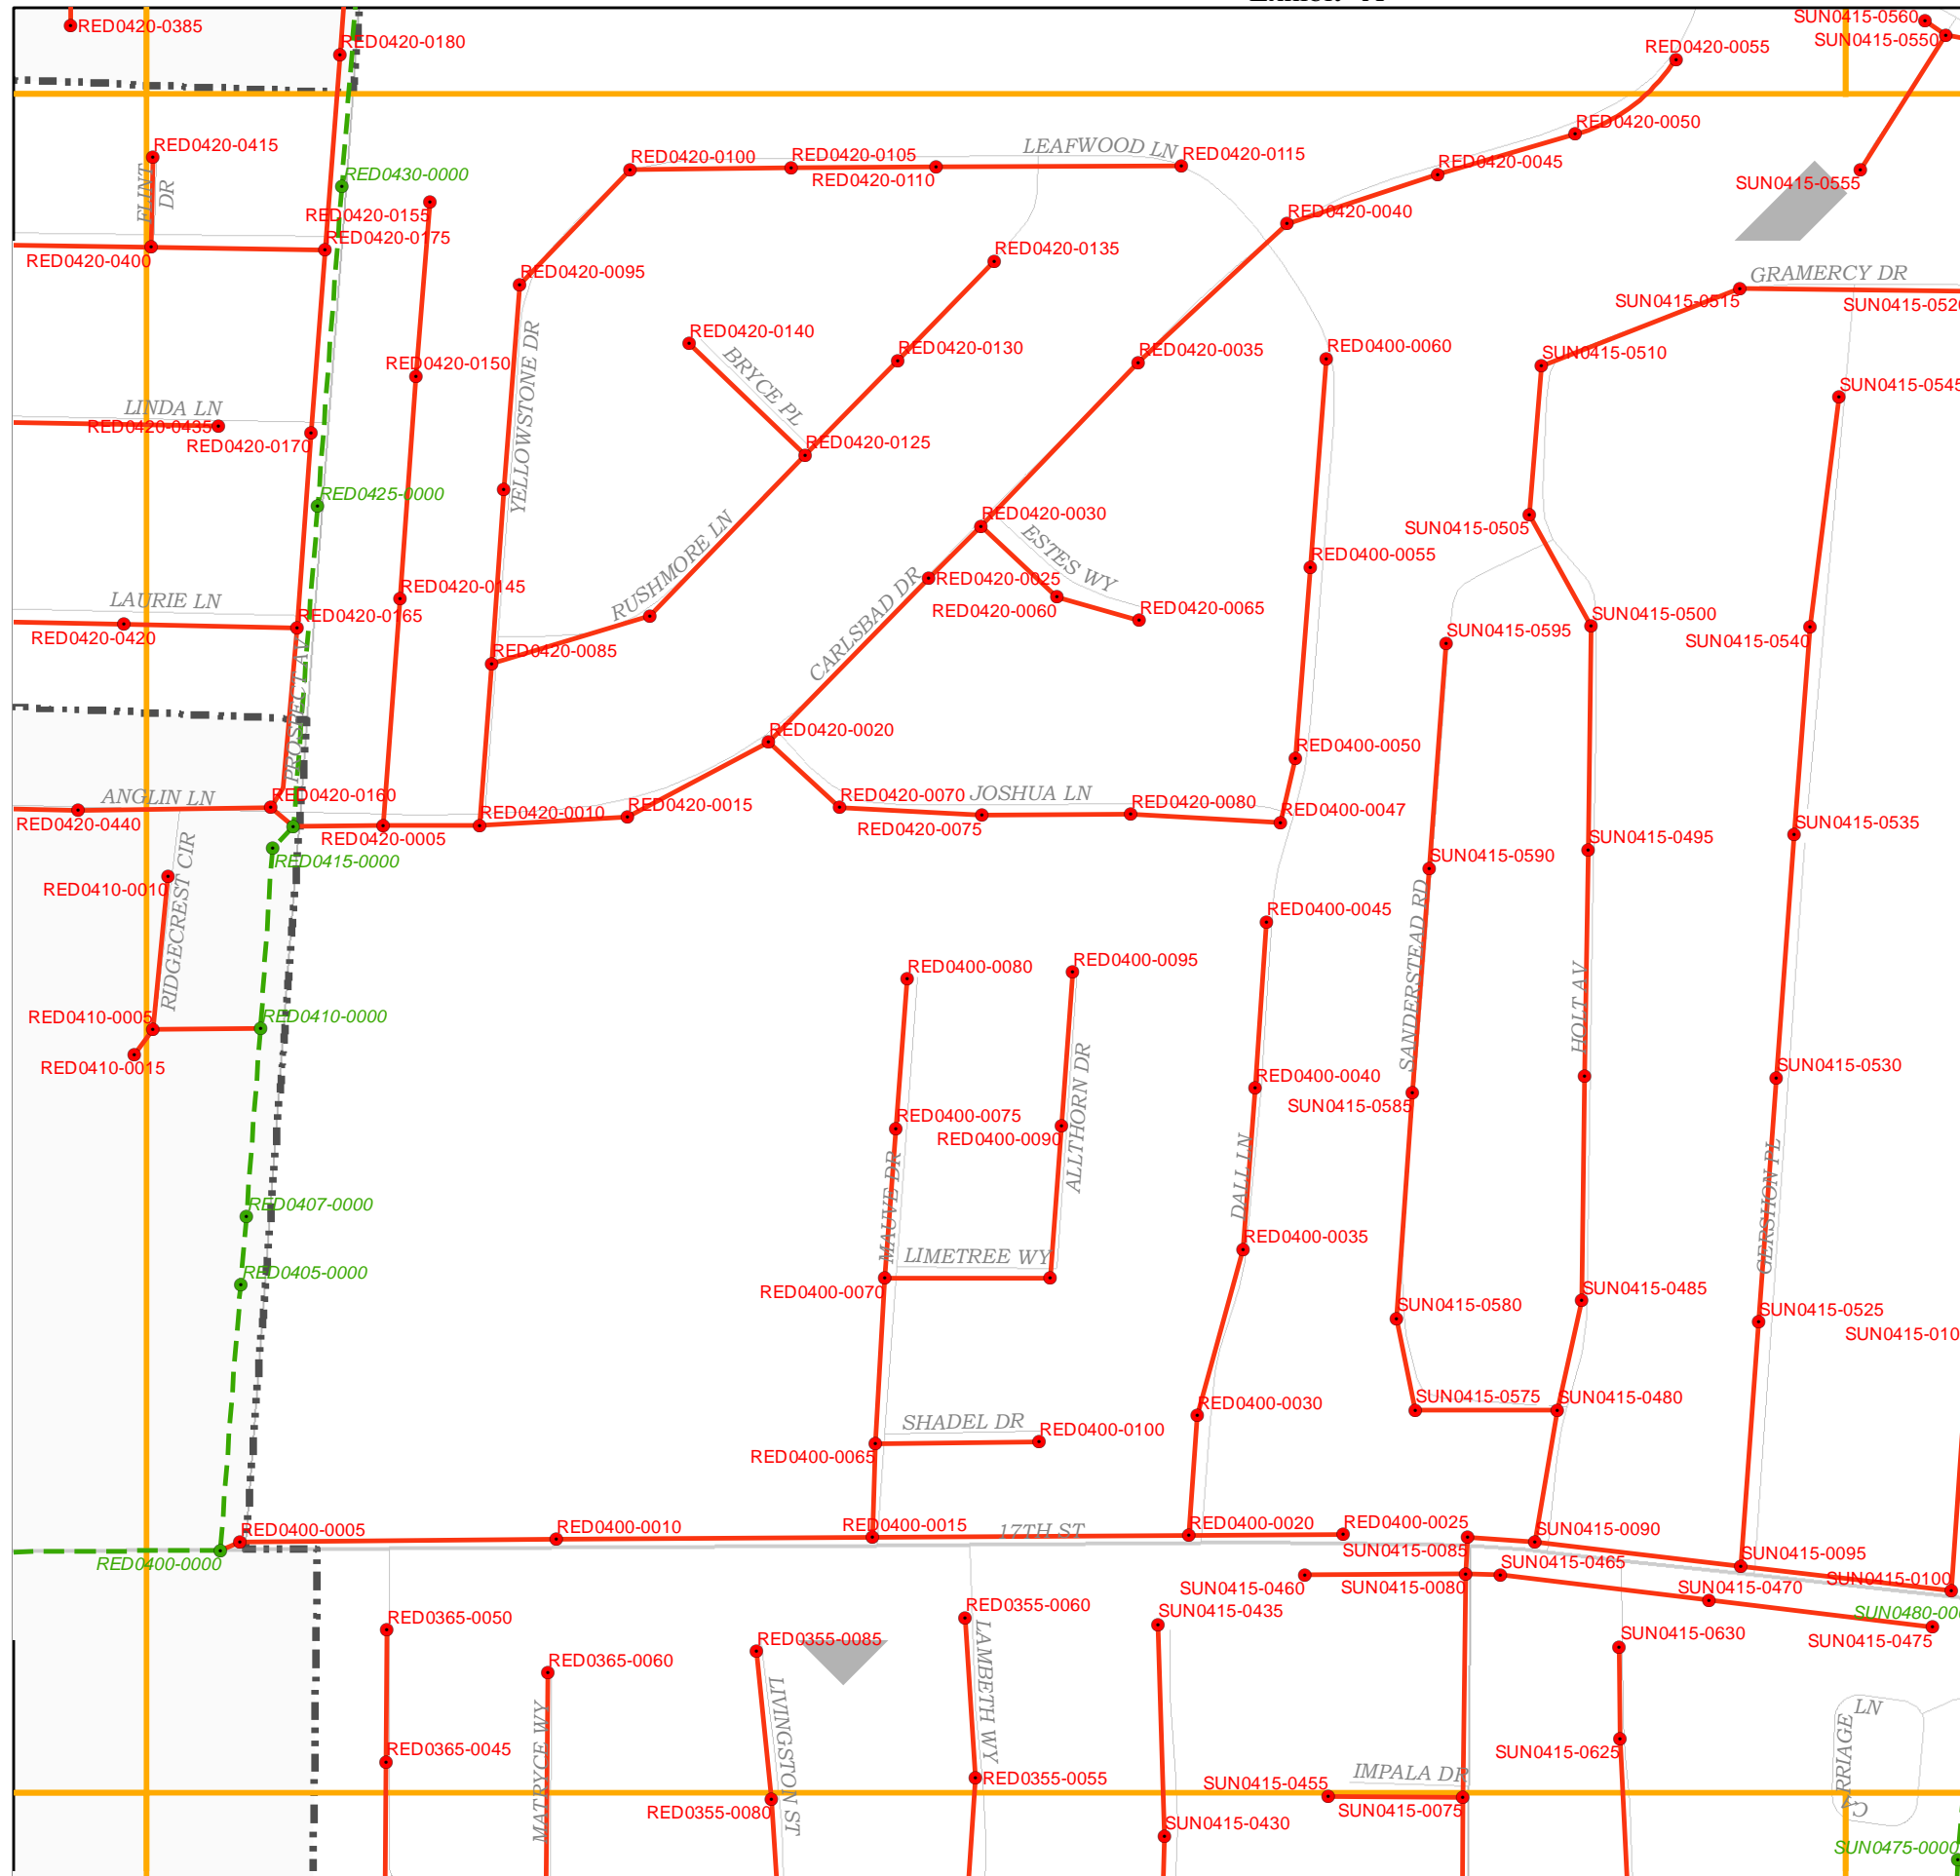 RED0420-0385
RED0420-0180
RED0420-0055
SUN0415-0560
SUN0415-0550
RED0420-0415
FLINT
DR
RED0430-0000
RED0420-0155
RED0420-0175
RED0420-0400
RED0420-0100
RED0420-0105
RED0420-0110
LEAFWOOD LN
RED0420-0115
RED0420-0050
RED0420-0045
SUN0415-0555
RED0420-0040
RED0420-0095
RED0420-0135
GRAMERCY DR
SUN0415-0515
RED0420-0140
BRYCE PL
RED0420-0130
RED0420-0035
RED0400-0060
SUN0415-0510
RED0420-0150
YELLOWSTONE DR
SUN0415-0545
LINDA LN
RED0420-0435
RED0420-0170
RED0420-0125
RED0425-0000
RED0420-0030
ESTES WY
SUN0415-0505
RUSHMORE LN
RED0400-0055
RED0420-0145
RED0420-0025
RED0420-0060
RED0420-0065
LAURIE LN
RED0420-0420
RED0420-0165
CARLSBAD DR
SUN0415-0500
SUN0415-0595
SUN0415-0540
RED0420-0085
PROSPECT AV
RED0420-0020
RED0400-0050
ANGLIN LN
RED0420-0160
RED0420-0440
RED0420-0005
RED0420-0010
RED0420-0015
RED0420-0070
JOSHUA LN
RED0420-0075
RED0420-0080
RED0400-0047
SUN0415-0495
SUN0415-0535
RED0415-0000
SUN0415-0590
RED0410-0010
RIDGECREST CIR
RED0400-0045
SANDERSTEAD RD
RED0400-0080
RED0400-0095
HOLT AV
RED0410-0005
RED0410-0000
RED0410-0015
ALLTHORN DR
RED0400-0040
SUN0415-0585
SUN0415-0530
RED0400-0075
RED0400-0090
MAUVE DR
DALL LN
GERSHON PL
RED0407-0000
RED0400-0035
LIMETREE WY
RED0405-0000
RED0400-0070
SUN0415-0485
SUN0415-0580
SUN0415-0525
SUN0415-0575
SUN0415-0480
RED0400-0030
SHADEL DR
RED0400-0100
RED0400-0065
RED0400-0005
RED0400-0010
RED0400-0015
17TH ST
RED0400-0020
RED0400-0025
SUN0415-0090
RED0400-0000
SUN0415-0085
SUN0415-0095
SUN0415-0465
SUN0415-0460
SUN0415-0080
SUN0415-0470
SUN0415-0100
SUN0415-0475
RED0365-0050
RED0355-0060
SUN0415-0435
SUN0415-0630
RED0355-0085
RED0365-0060
LAMBETH WY
LIVINGSTON ST
MATRYCE WY
CARRIAGE
LN
RED0365-0045
SUN0415-0625
RED0355-0055
IMPALA DR
SUN0415-0455
RED0355-0080
SUN0415-0075
SUN0415-0430
SUN0475-0000